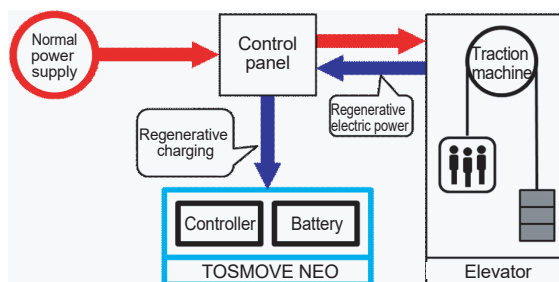 Normal
power
supply
Control
panel
Traction
machine
Regenerative
electric power
Regenerative
charging
Controller
Battery
TOSMOVE NEO
Elevator